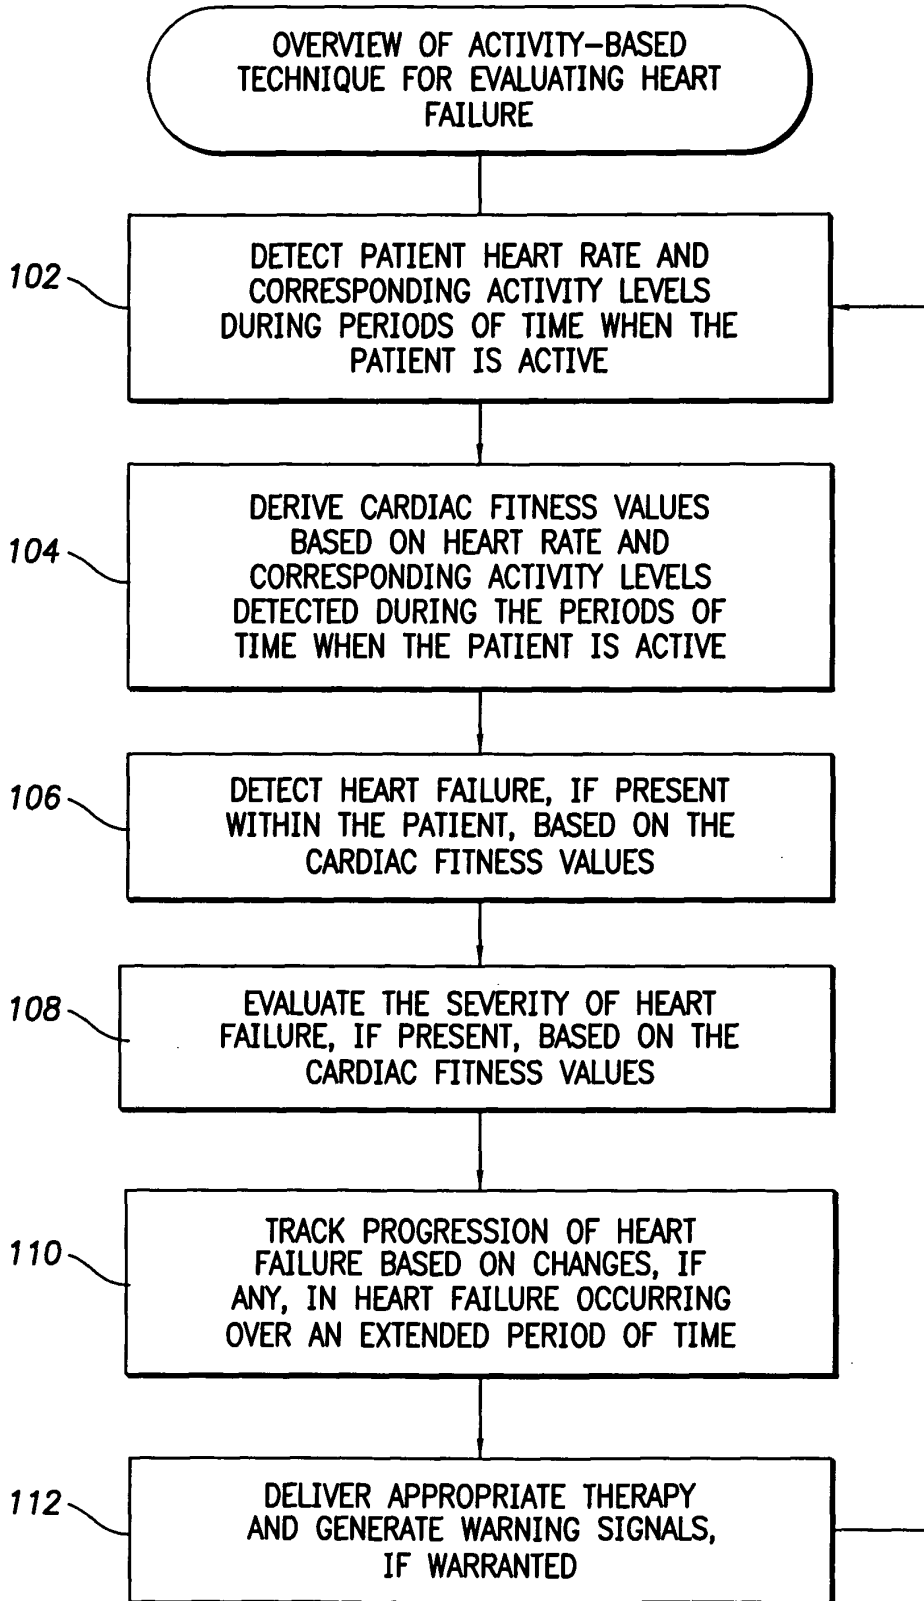 OVERVIEW OF ACTIVITY-BASED
TECHNIQUE FOR EVALUATING HEART
FAILURE
102
DETECT PATIENT HEART RATE AND
CORRESPONDING ACTIVITY LEVELS
DURING PERIODS OF TIME WHEN THE
PATIENT IS ACTIVE
104
DERIVE CARDIAC FITNESS VALUES
BASED ON HEART RATE AND
CORRESPONDING ACTIVITY LEVELS
DETECTED DURING THE PERIODS OF
TIME WHEN THE PATIENT IS ACTIVE
106
DETECT HEART FAILURE, IF PRESENT
WITHIN THE PATIENT, BASED ON THE
CARDIAC FITNESS VALUES
108
EVALUATE THE SEVERITY OF HEART
FAILURE, IF PRESENT, BASED ON THE
CARDIAC FITNESS VALUES
110
TRACK PROGRESSION OF HEART
FAILURE BASED ON CHANGES, IF
ANY, IN HEART FAILURE OCCURRING
OVER AN EXTENDED PERIOD OF TIME
112
DELIVER APPROPRIATE THERAPY
AND GENERATE WARNING SIGNALS,
IF WARRANTED